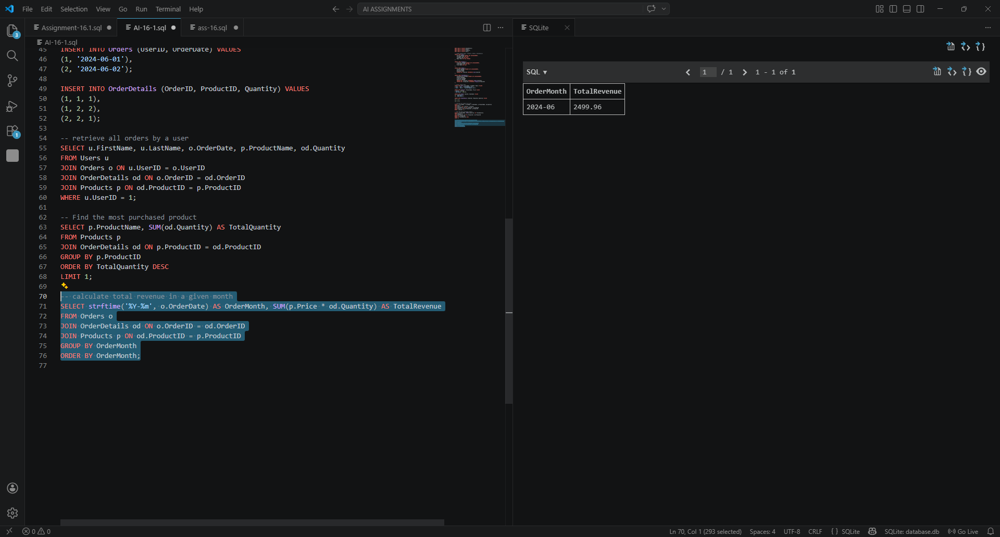 File Edit Selection View Go Run Terminal Help
AI ASSIGNMENTS
Assignment-16.1.sql
AI-16-1.sql
ass-16.sql
SQLite
AI-16-1.sql
3
1
45 INSERT INTO Orders (UserID, OrderDate) VALUES
46 (1, '2024-06-01'),
47 (2, '2024-06-02');
48
49 INSERT INTO OrderDetails (OrderID, ProductID, Quantity) VALUES
50 (1, 1, 1),
51 (1, 2, 2),
52 (2, 2, 1);
53
54 -- retrieve all orders by a user
55 SELECT u.FirstName, u.LastName, o.OrderDate, p.ProductName, od.Quantity
56 FROM Users u
57 JOIN Orders o ON u.UserID = o.UserID
58 JOIN OrderDetails od ON o.OrderID = od.OrderID
59 JOIN Products p ON od.ProductID = p.ProductID
60 WHERE u.UserID = 1;
61
62 -- Find the most purchased product
63 SELECT p.ProductName, SUM(od.Quantity) AS TotalQuantity
64 FROM Products p
65 JOIN OrderDetails od ON p.ProductID = od.ProductID
66 GROUP BY p.ProductID
67 ORDER BY TotalQuantity DESC
68 LIMIT 1;
69
70 -- calculate total revenue in a given month
71 SELECT strftime('%Y-%m', o.OrderDate) AS OrderMonth, SUM(p.Price * od.Quantity) AS TotalRevenue
72 FROM Orders o
73 JOIN OrderDetails od ON o.OrderID = od.OrderID
74 JOIN Products p ON od.ProductID = p.ProductID
75 GROUP BY OrderMonth
76 ORDER BY OrderMonth;
77
SQL ▼ 1 / 1 1 - 1 of 1
OrderMonth TotalRevenue
2024-06 2499.96
0 0
Ln 70, Col 1 (293 selected) Spaces: 4 UTF-8 CRLF { } SQLite SQLite: database.db Go Live